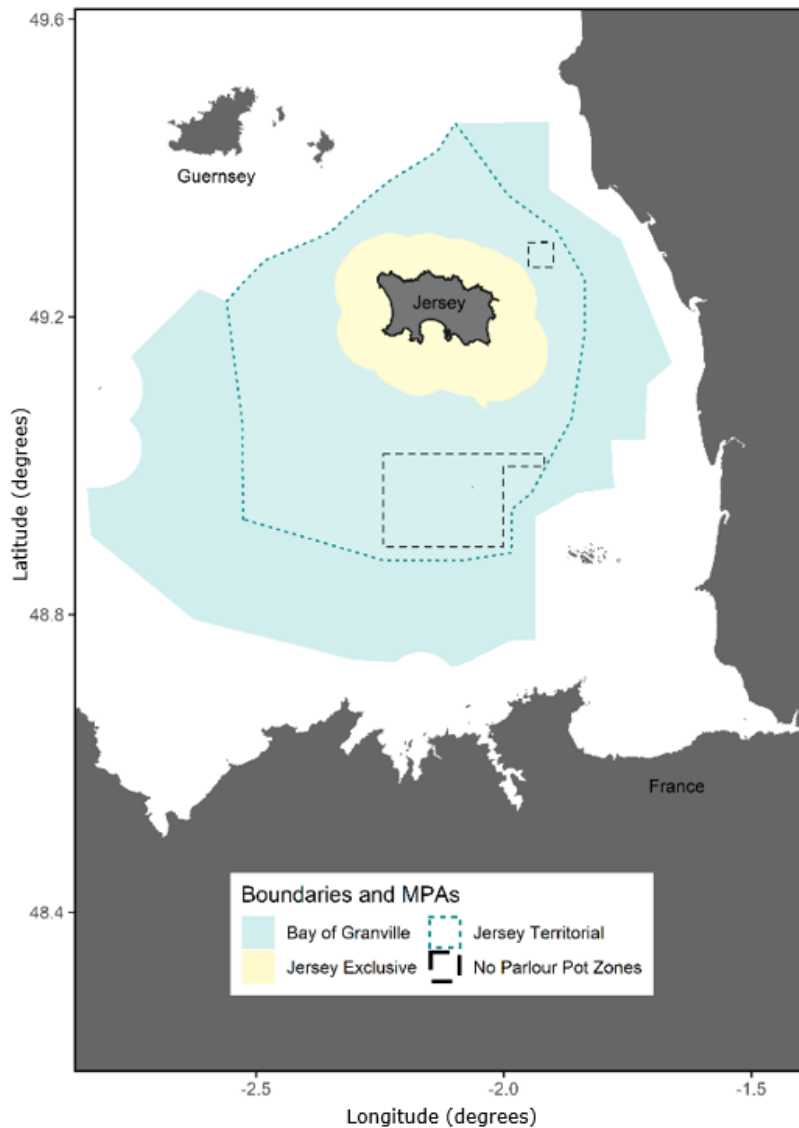 49.6
Guernsey
Jersey
49.2
Latitude (degrees)
48.8
France
Boundaries and MPAs
Bay of Granville
Jersey Territorial
Jersey Exclusive
No Parlour Pot Zones
48.4
-2.5
-2.0
-1.5
Longitude (degrees)